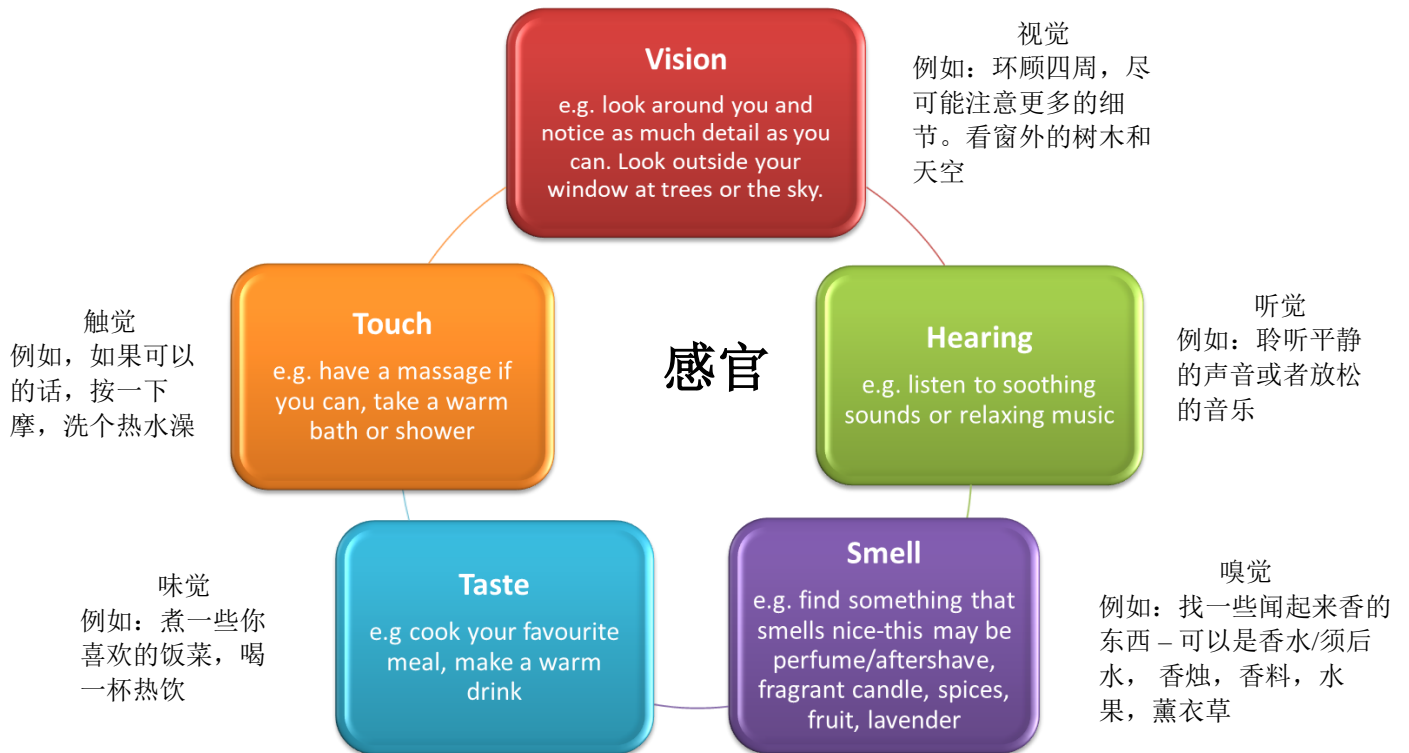 Vision
e.g. look around you and
notice as much detail as you
can. Look outside your
window at trees or the sky.
视觉
例如：环顾四周，尽
可能注意更多的细
节。看窗外的树木和
天空
Touch
e.g. have a massage if
you can, take a warm
bath or shower
触觉
例如，如果可以
的话，按一下
摩，洗个热水澡
感官
Hearing
e.g. listen to soothing
sounds or relaxing music
听觉
例如：聆听平静
的声音或者放松
的音乐
Taste
e.g cook your favourite
meal, make a warm
drink
味觉
例如：煮一些你
喜欢的饭菜，喝
一杯热饮
Smell
e.g. find something that
smells nice-this may be
perfume/aftershave,
fragrant candle, spices,
fruit, lavender
嗅觉
例如：找一些闻起来香的
东西 – 可以是香水/须后
水， 香烛，香料，水
果，薰衣草